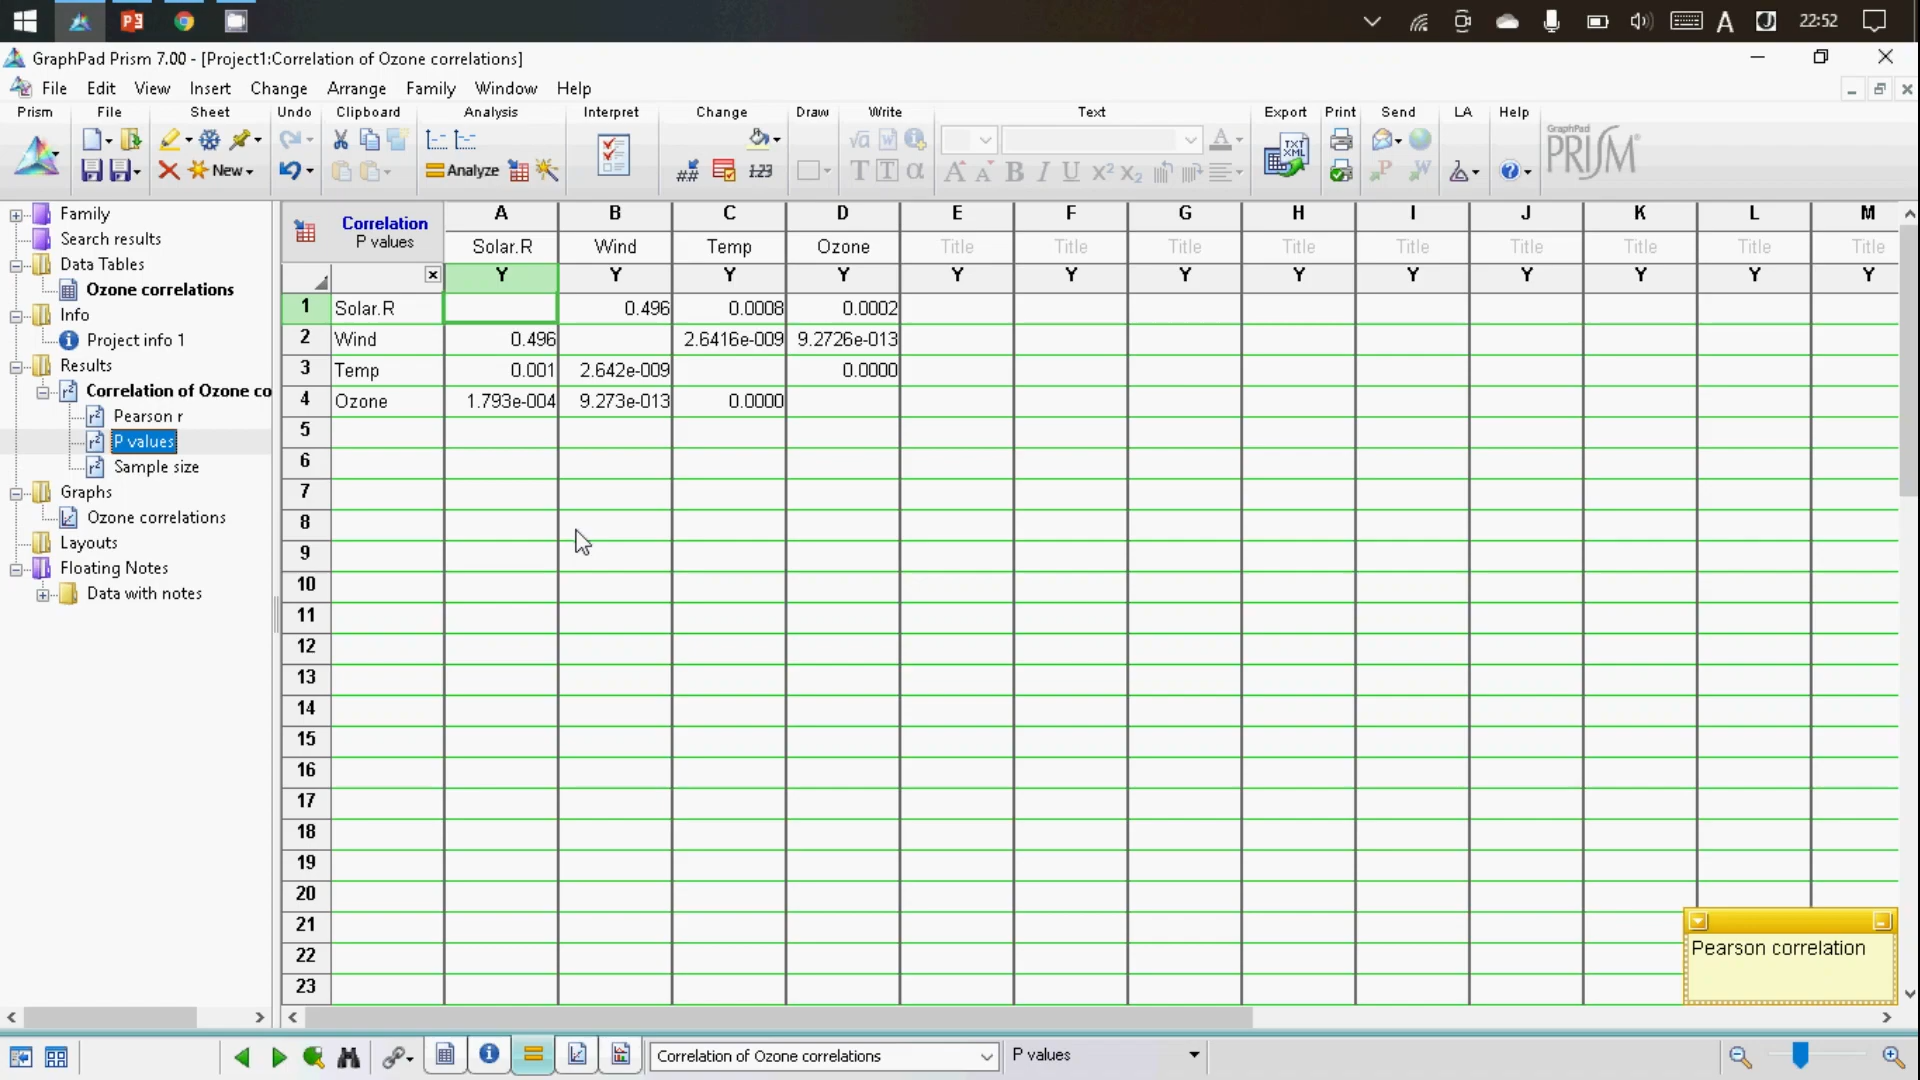 22:52
GraphPad Prism 7.00 - [Project1:Correlation of Ozone correlations]
File Edit View Insert Change Arrange Family Window Help
Prism File Sheet Undo Clipboard Analysis Interpret Change Draw Write Text Export Print Send LA Help
New
Analyze
GraphPad
PRISM
TXT
XML
Family
Search results
Data Tables
Ozone correlations
Info
Project info 1
Results
Correlation of Ozone co
Pearson r
P values
Sample size
Graphs
Ozone correlations
Layouts
Floating Notes
Data with notes
Correlation A B C D E F G H I J K L M
P values Solar.R Wind Temp Ozone Title Title Title Title Title Title Title Title Title
Y Y Y Y Y Y Y Y Y Y Y Y Y
1 Solar.R 0.496 0.0008 0.0002
2 Wind 0.496 2.6416e-009 9.2726e-013
3 Temp 0.001 2.642e-009 0.0000
4 Ozone 1.793e-004 9.273e-013 0.0000
5
6
7
8
9
10
11
12
13
14
15
16
17
18
19
20
21
22
23
Pearson correlation
Correlation of Ozone correlations P values